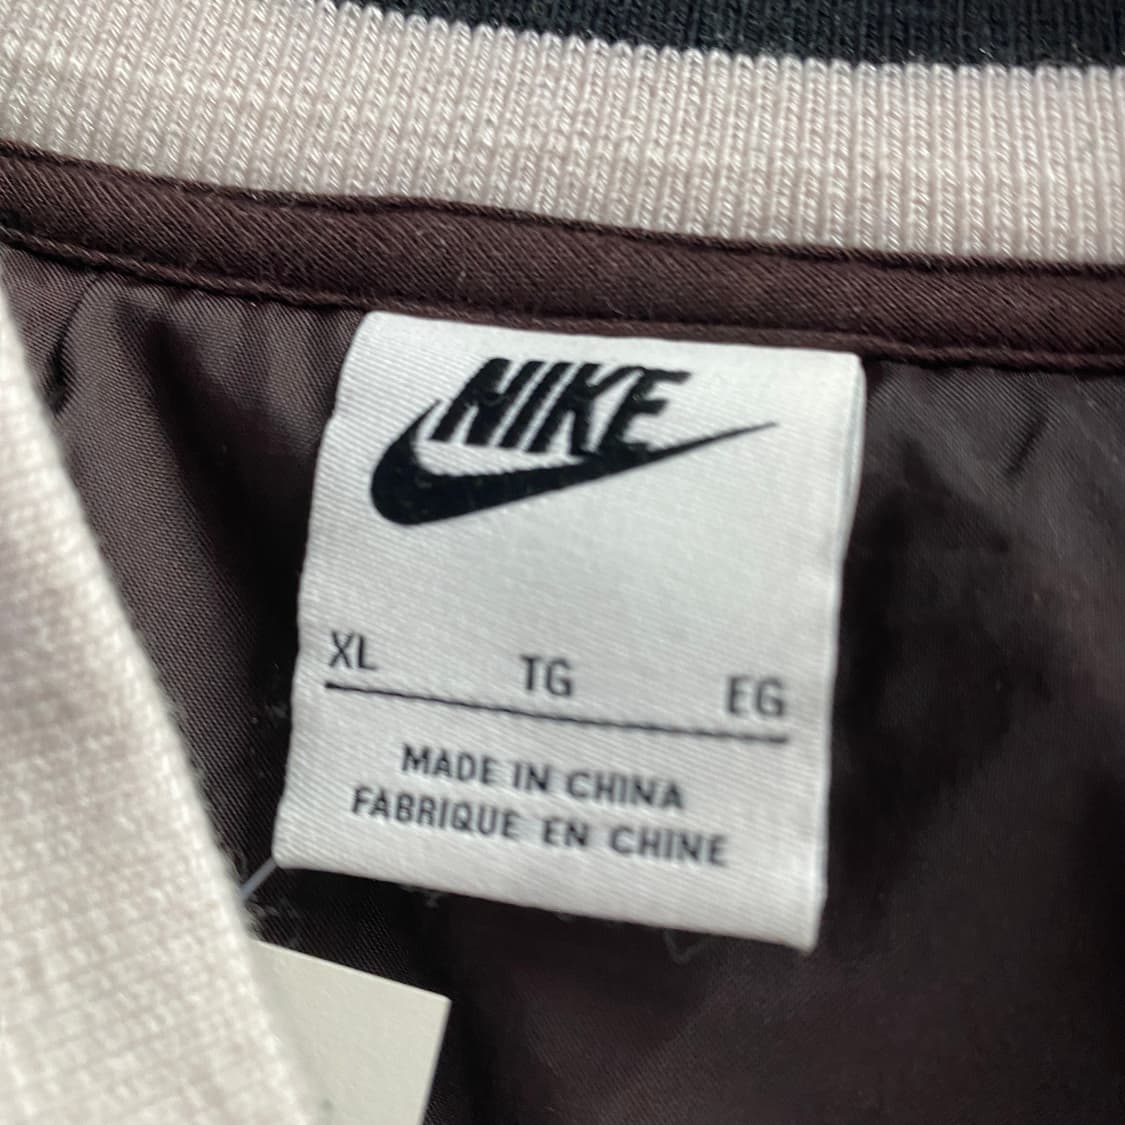 NIKE
XL TG EG
MADE IN CHINA
FABRIQUE EN CHINE